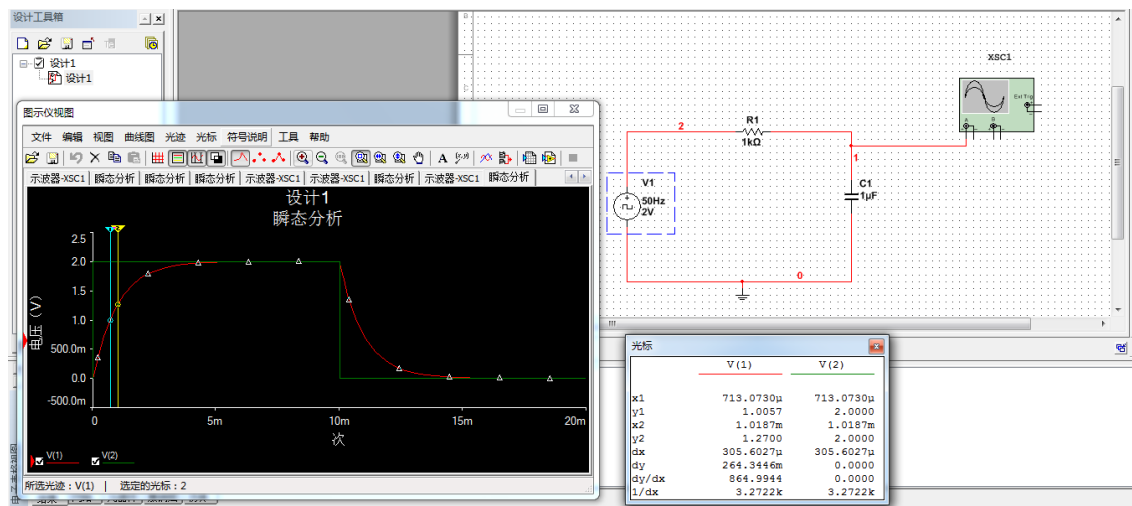 设计工具箱
设计1
设计1
图示仪视图
文件 编辑 视图 曲线图 光迹 光标 符号说明 工具 帮助
示波器-XSC1 瞬态分析 瞬态分析 瞬态分析 示波器-XSC1 示波器-XSC1 瞬态分析 示波器-XSC1 瞬态分析
设计1
瞬态分析
电压（V）
2.5
2.0
1.5
1.0
500.0m
0.0
-500.0m
0 5m 10m 15m 20m
次
V(1) V(2)
所选光迹：V(1) | 选定的光标：2
XSC1
Ext Trig
A B
2
R1
1kΩ
1
V1
50Hz
2V
C1
1µF
0
光标
V(1) V(2)
x1 713.0730µ 713.0730µ
y1 1.0057 2.0000
x2 1.0187m 1.0187m
y2 1.2700 2.0000
dx 305.6027µ 305.6027µ
dy 264.3446m 0.0000
dy/dx 864.9944 0.0000
1/dx 3.2722k 3.2722k